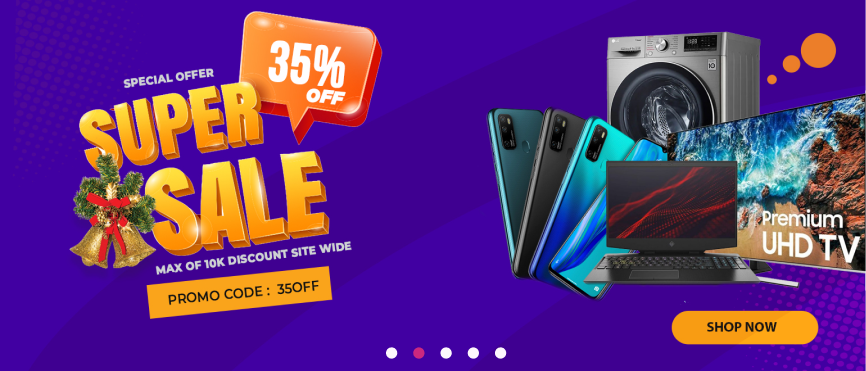 35%
OFF
SPECIAL OFFER
SUPER
SALE
MAX OF 10K DISCOUNT SITE WIDE
PROMO CODE : 35OFF
Premium
UHD TV
SHOP NOW